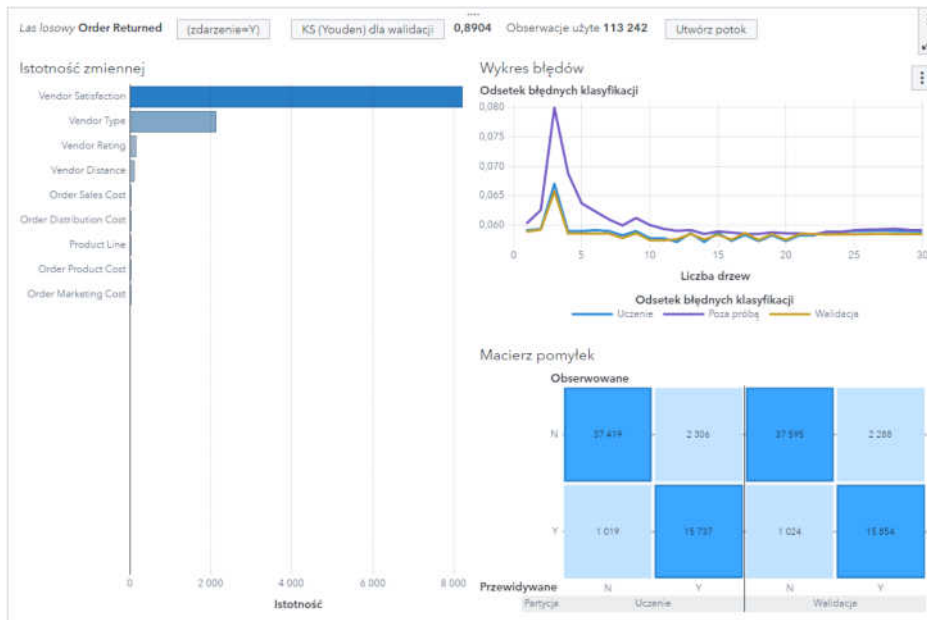 Las losowy Order Returned (zdarzenie=Y) KS (Youden) dla walidacji 0,8904 Obserwacje użyte 113 242 Utwórz potok
Istotność zmiennej
Vendor Satisfaction
Vendor Type
Vendor Rating
Vendor Distance
Order Sales Cost
Order Distribution Cost
Product Line
Order Product Cost
Order Marketing Cost
0 2 000 4 000 6 000 8 000
Istotność
Wykres błędów
Odsetek błędnych klasyfikacji
0,080
0,075
0,070
0,065
0,060
0 5 10 15 20 25 30
Liczba drzew
Odsetek błędnych klasyfikacji
Uczenie Poza próbą Walidacja
Macierz pomyłek
Obserwowane
N 37 419 2 306 37 595 2 288
Y 1 019 15 737 1 024 15 854
Przewidywane N Y N Y
Partycja Uczenie Walidacja